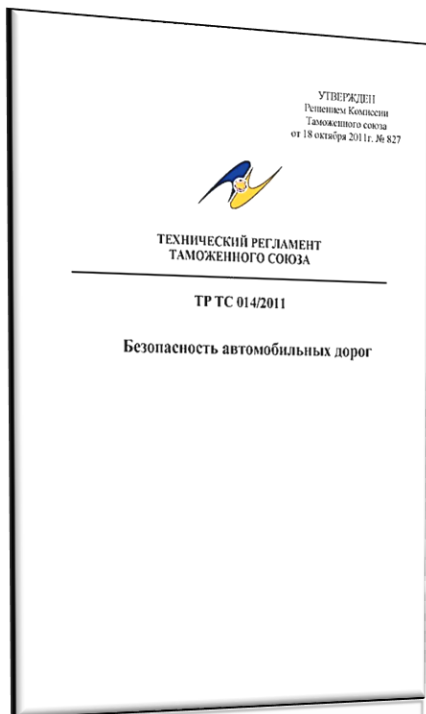 УТВЕРЖДЕН
Решением Комиссии
Таможенного союза
от 18 октября 2011г. № 827
ТЕХНИЧЕСКИЙ РЕГЛАМЕНТ
ТАМОЖЕННОГО СОЮЗА
ТР ТС 014/2011
Безопасность автомобильных дорог